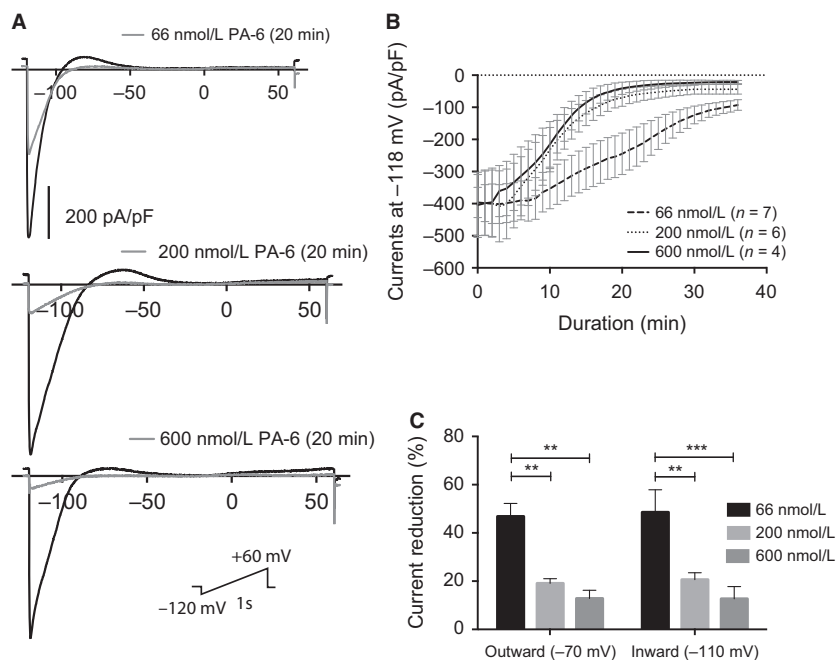 A
66 nmol/L PA-6 (20 min)
−100 −50 0 50
200 pA/pF
200 nmol/L PA-6 (20 min)
−100 −50 0 50
600 nmol/L PA-6 (20 min)
−100 −50 0 50
+60 mV
−120 mV 1s
B
Currents at −118 mV (pA/pF)
0
−100
−200
−300
−400
−500
−600
66 nmol/L (n = 7)
200 nmol/L (n = 6)
600 nmol/L (n = 4)
0 10 20 30 40
Duration (min)
C
Current reduction (%)
80
60
40
20
0
** **
*** **
66 nmol/L
200 nmol/L
600 nmol/L
Outward (−70 mV) Inward (−110 mV)